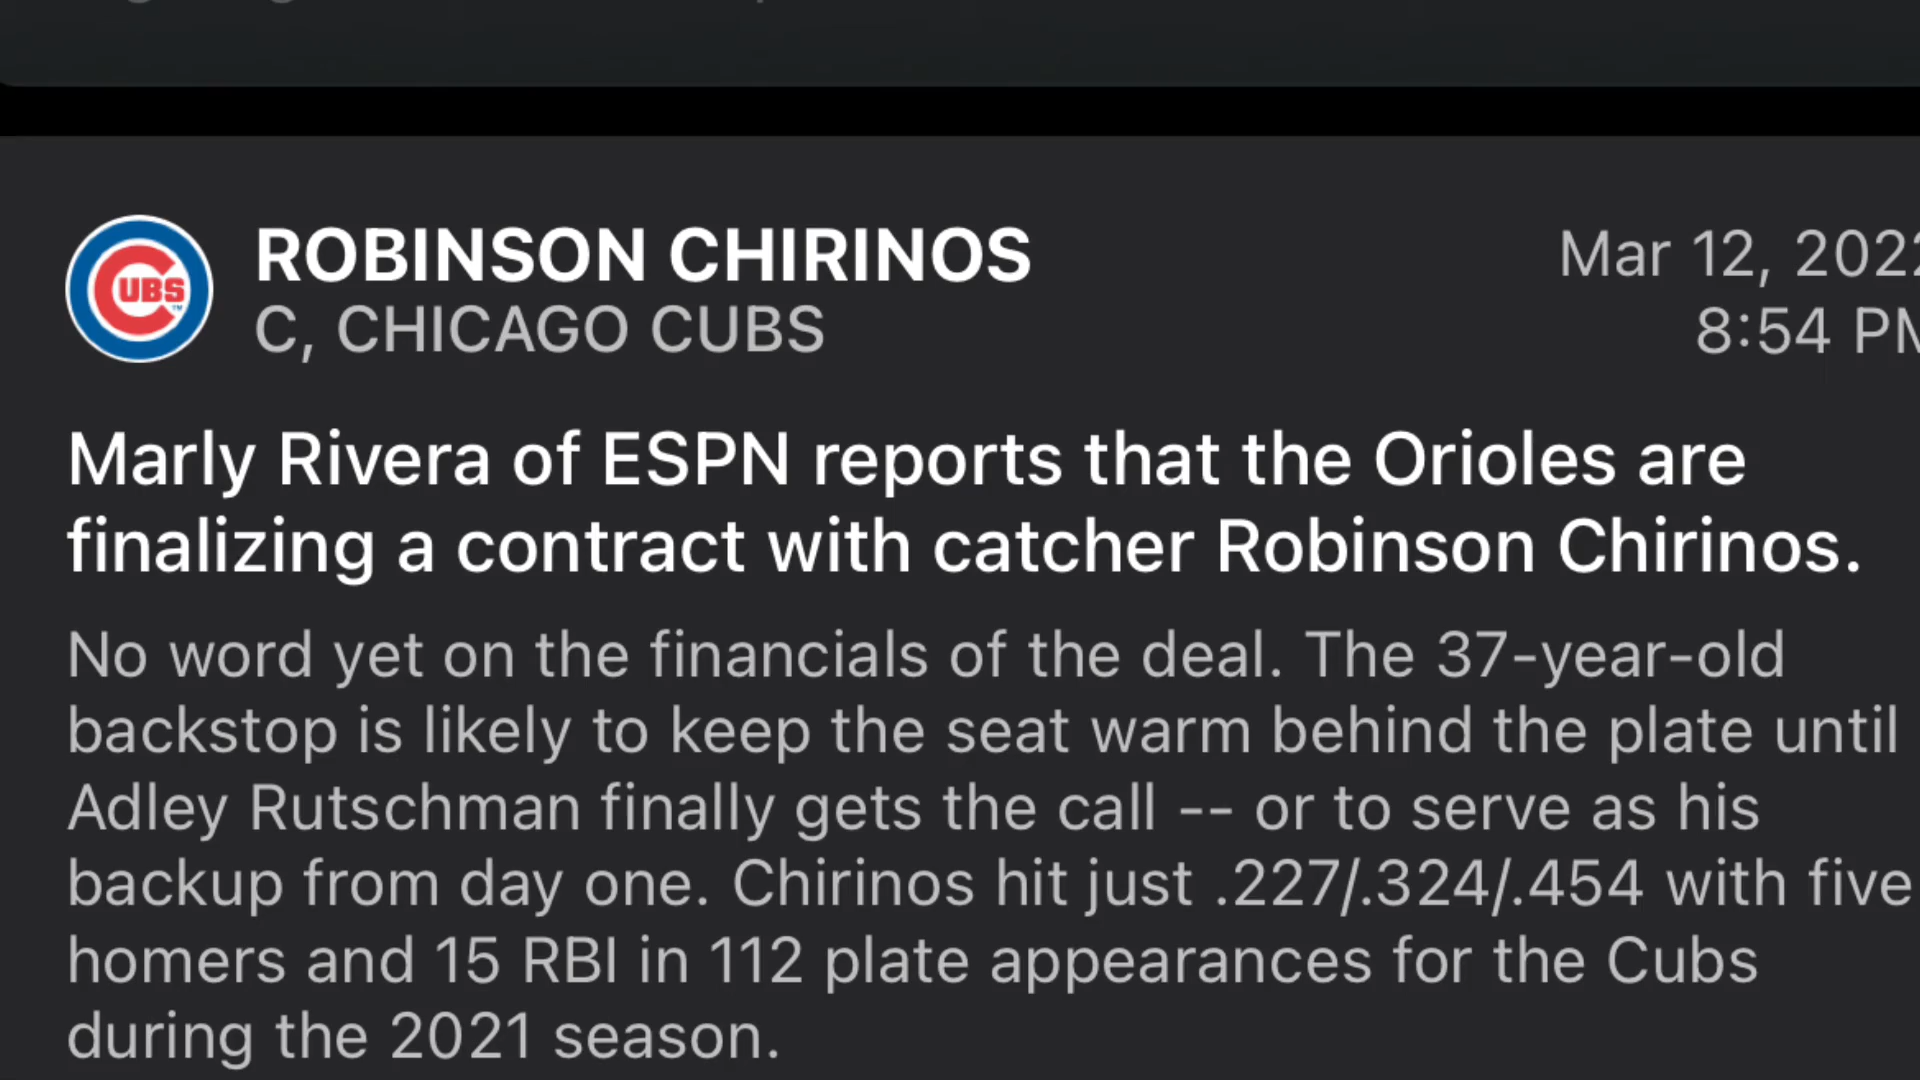 ROBINSON CHIRINOS
Mar 12, 2022
C, CHICAGO CUBS
8:54 PM
UBS
Marly Rivera of ESPN reports that the Orioles are
finalizing a contract with catcher Robinson Chirinos.
No word yet on the financials of the deal. The 37-year-old
backstop is likely to keep the seat warm behind the plate until
Adley Rutschman finally gets the call -- or to serve as his
backup from day one. Chirinos hit just .227/.324/.454 with five
homers and 15 RBI in 112 plate appearances for the Cubs
during the 2021 season.